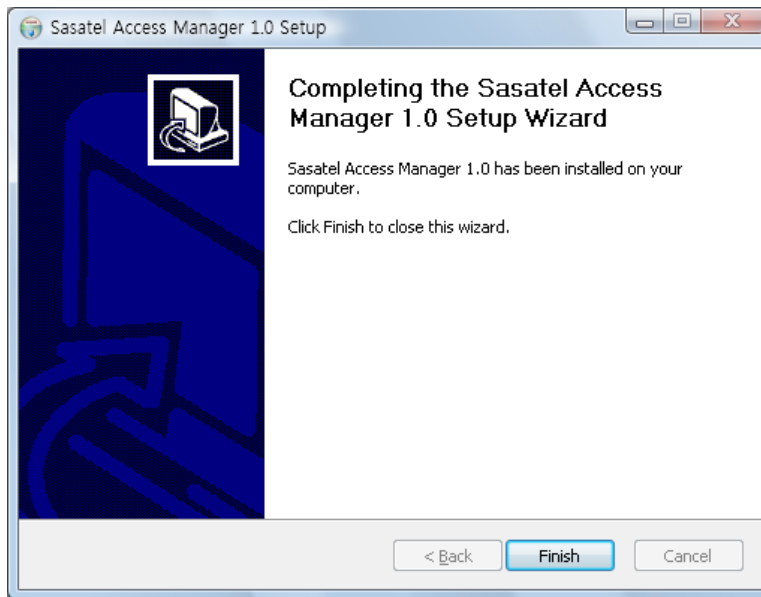 Sasatel Access Manager 1.0 Setup
Completing the Sasatel Access
Manager 1.0 Setup Wizard
Sasatel Access Manager 1.0 has been installed on your
computer.
Click Finish to close this wizard.
< Back
Finish
Cancel